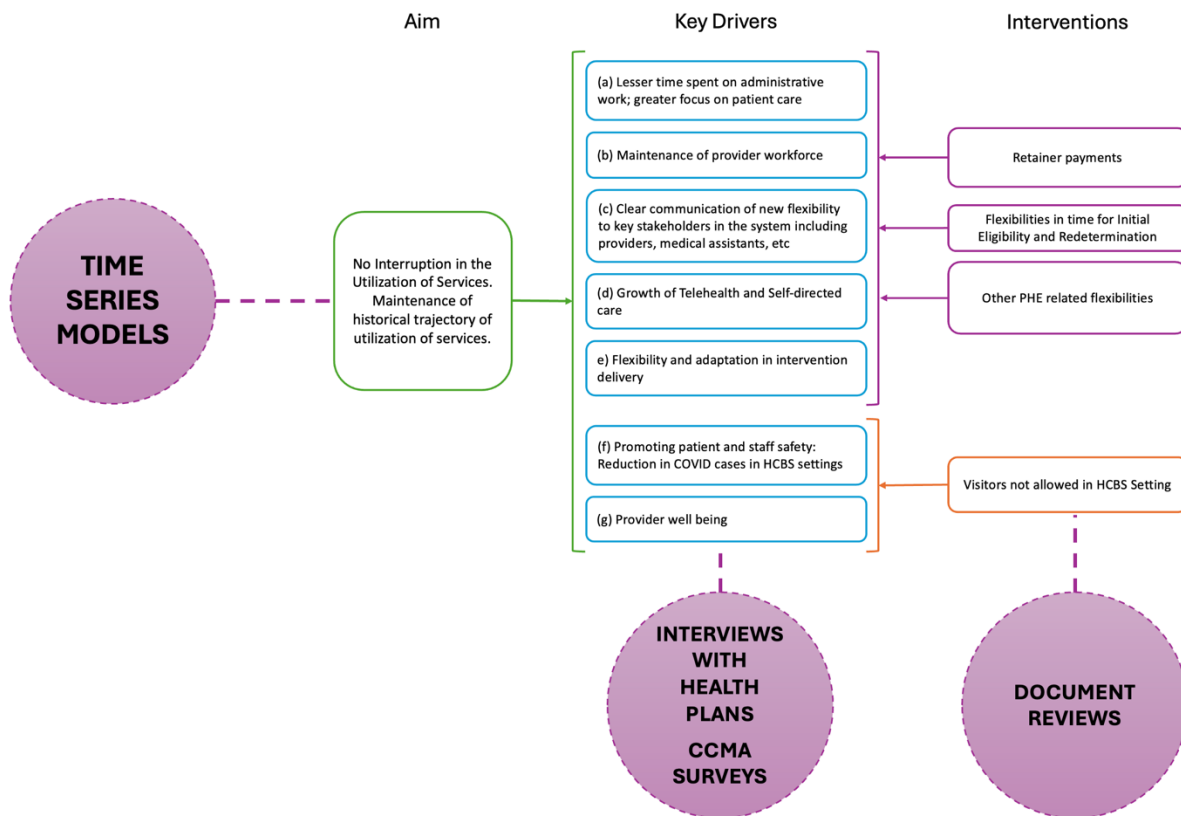 Aim
Key Drivers
Interventions
TIME
SERIES
MODELS
No Interruption in the
Utilization of Services.
Maintenance of
historical trajectory of
utilization of services.
(a) Lesser time spent on administrative
work; greater focus on patient care
(b) Maintenance of provider workforce
(c) Clear communication of new flexibility
to key stakeholders in the system including
providers, medical assistants, etc
(d) Growth of Telehealth and Self-directed
care
e) Flexibility and adaptation in intervention
delivery
(f) Promoting patient and staff safety:
Reduction in COVID cases in HCBS settings
(g) Provider well being
Retainer payments
Flexibilities in time for Initial
Eligibility and Redetermination
Other PHE related flexibilities
Visitors not allowed in HCBS Setting
INTERVIEWS
WITH
HEALTH
PLANS
CCMA
SURVEYS
DOCUMENT
REVIEWS